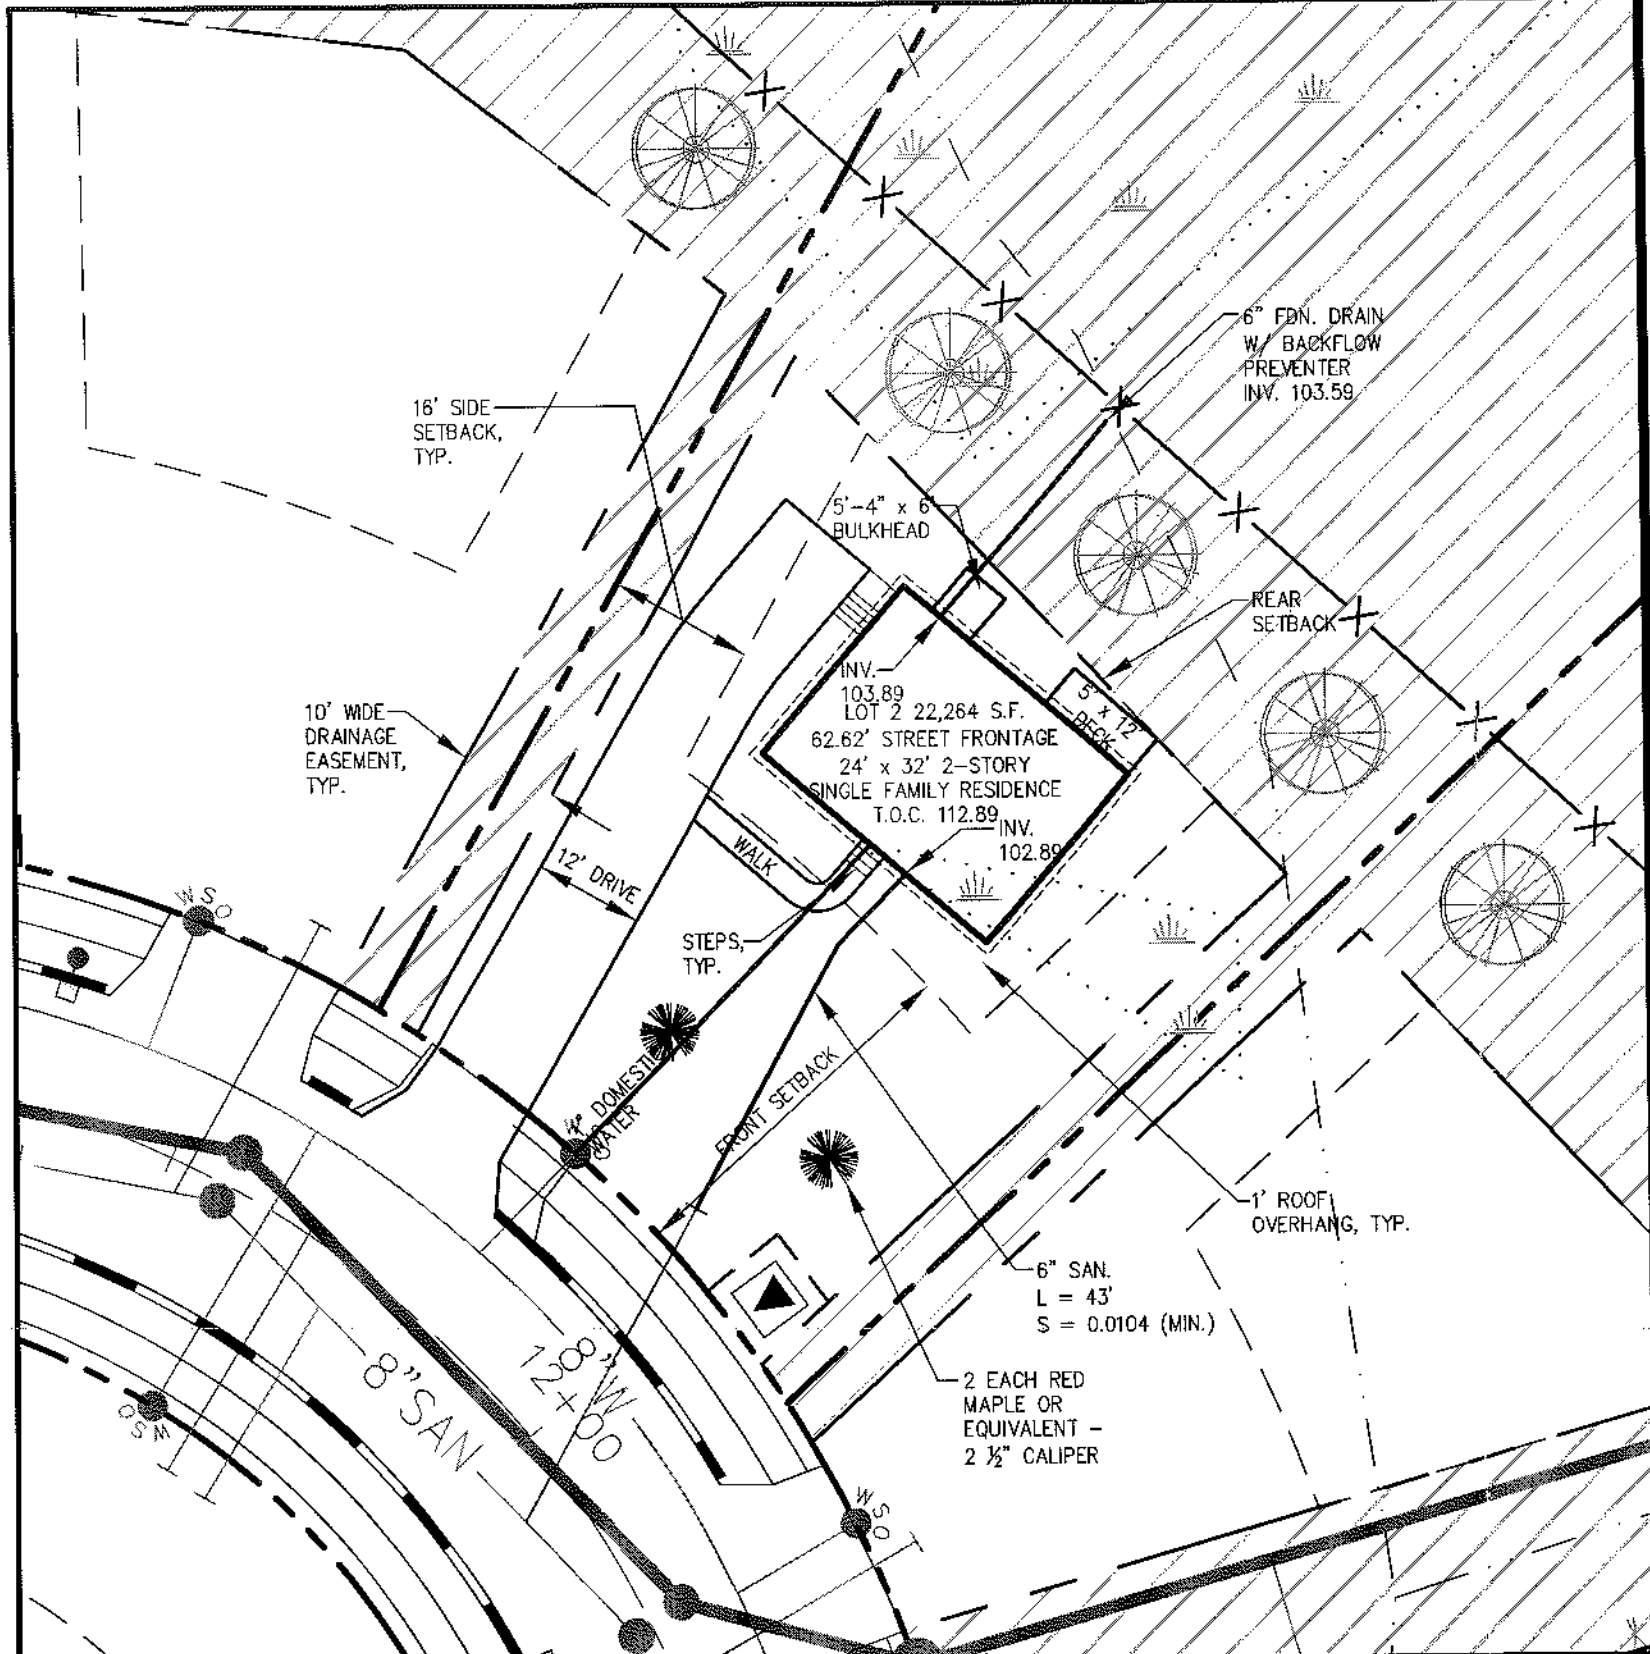 6" FDN. DRAIN
W/ BACKFLOW
PREVENTER
INV. 103.59
16' SIDE
SETBACK,
TYP.
5'-4" x 6'
BULKHEAD
REAR
SETBACK
INV.
103.89
5' x 12'
DECK
10' WIDE
DRAINAGE
EASEMENT,
TYP.
LOT 2 22,264 S.F.
62.62' STREET FRONTAGE
24' x 32' 2-STORY
SINGLE FAMILY RESIDENCE
T.O.C. 112.89
INV.
102.89
WALK
12' DRIVE
STEPS,
TYP.
WSO
DOMESTIC
WATER
FRONT SETBACK
1' ROOF
OVERHANG, TYP.
6" SAN.
L = 43'
S = 0.0104 (MIN.)
2 EACH RED
MAPLE OR
EQUIVALENT -
2 ½" CALIPER
8" SAN
8" W
12+00
WSO
WSO